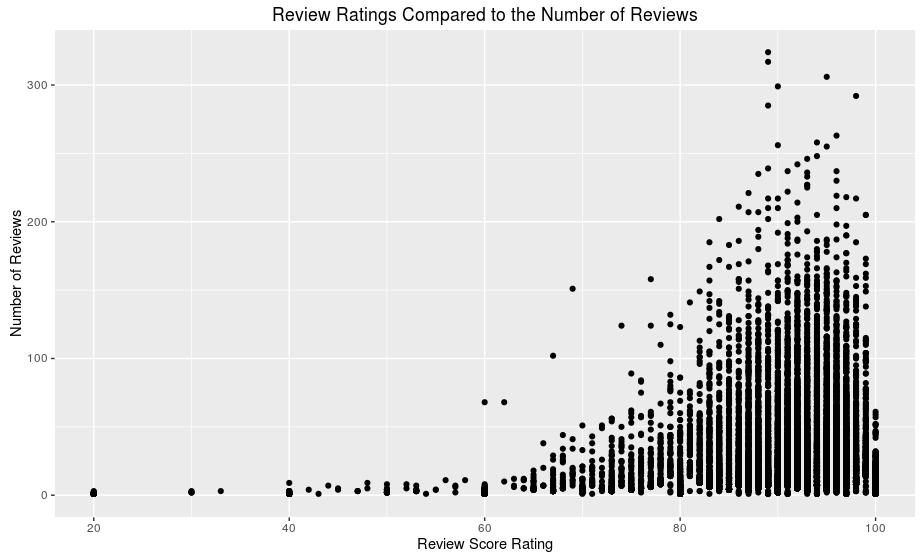 Review Ratings Compared to the Number of Reviews
Number of Reviews
300
200
100
0
20 40 60 80 100
Review Score Rating